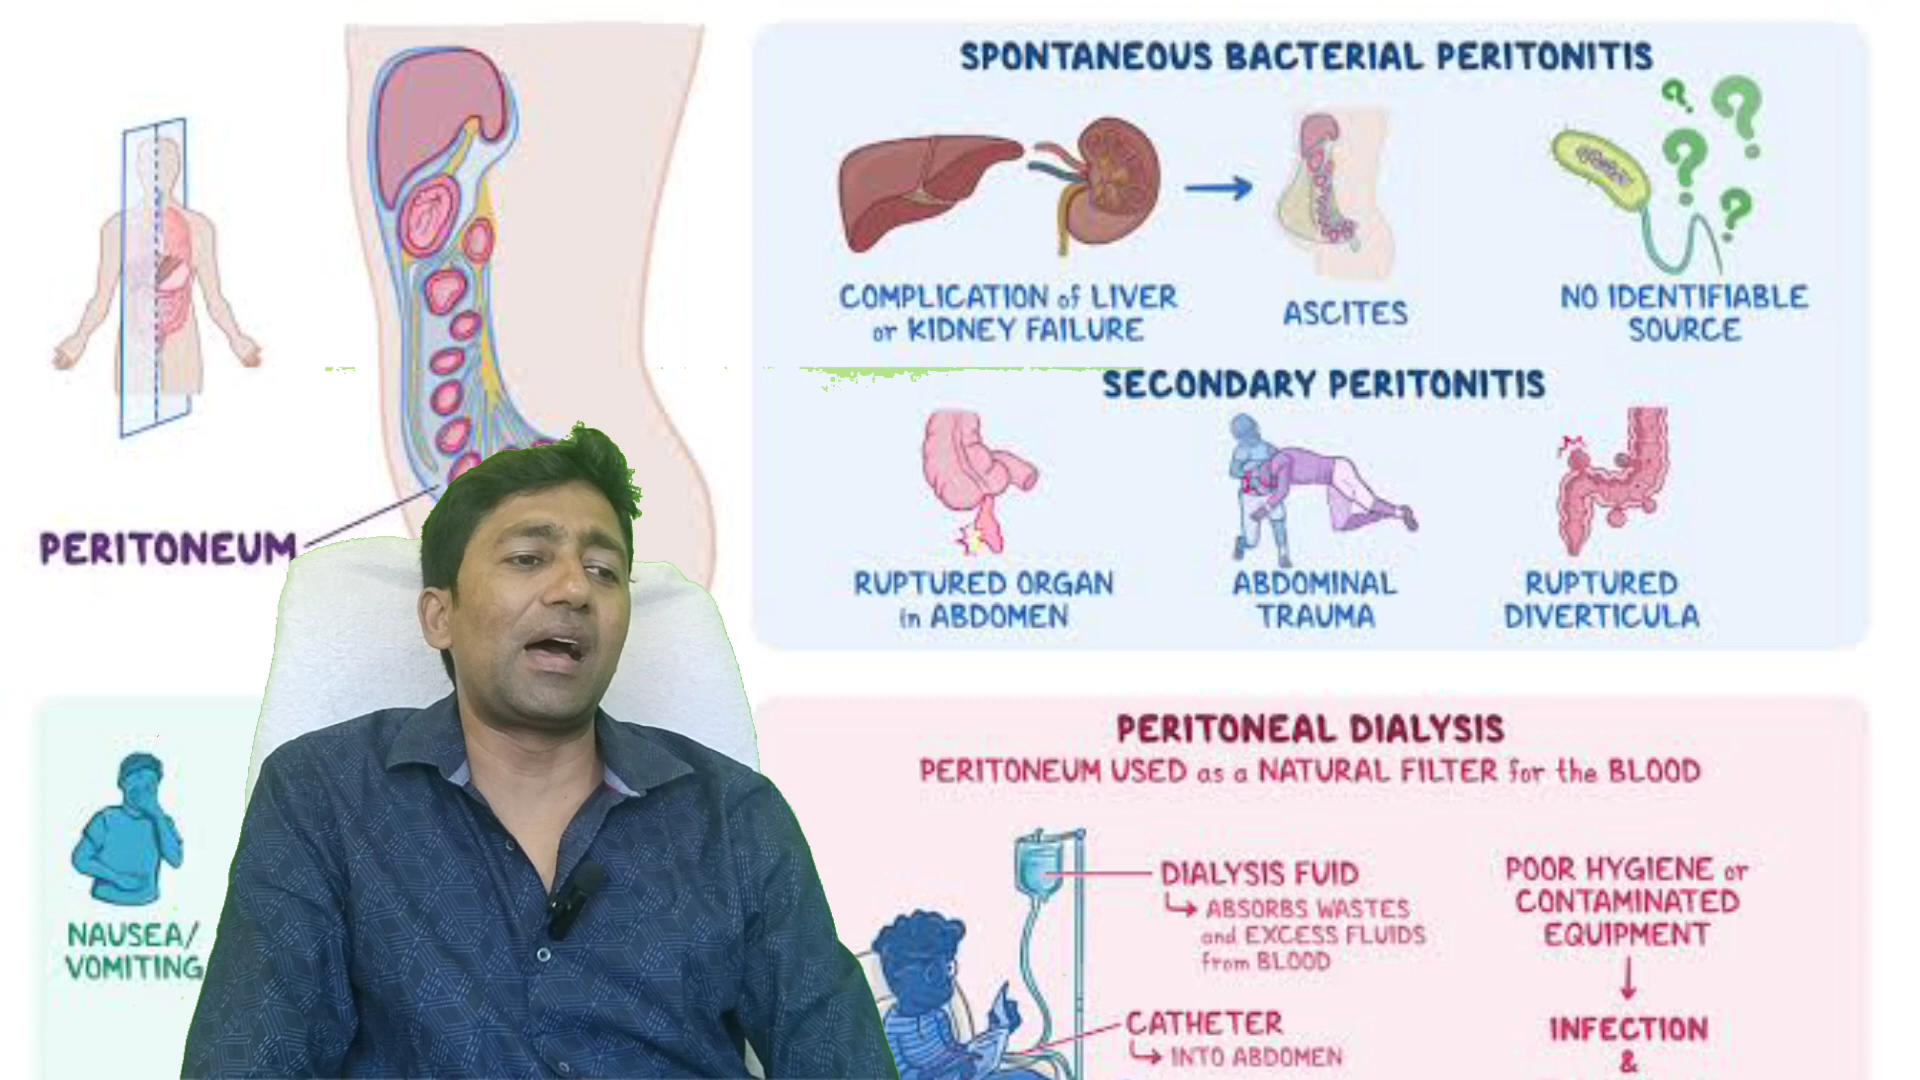 SPONTANEOUS BACTERIAL PERITONITIS
COMPLICATION of LIVER
or KIDNEY FAILURE
ASCITES
NO IDENTIFIABLE
SOURCE
SECONDARY PERITONITIS
RUPTURED ORGAN
in ABDOMEN
ABDOMINAL
TRAUMA
RUPTURED
DIVERTICULA
PERITONEUM
NAUSEA/
VOMITING
PERITONEAL DIALYSIS
PERITONEUM USED as a NATURAL FILTER for the BLOOD
DIALYSIS FUID
↳ ABSORBS WASTES
and EXCESS FLUIDS
from BLOOD
CATHETER
↳ INTO ABDOMEN
POOR HYGIENE or
CONTAMINATED
EQUIPMENT
↓
INFECTION
&